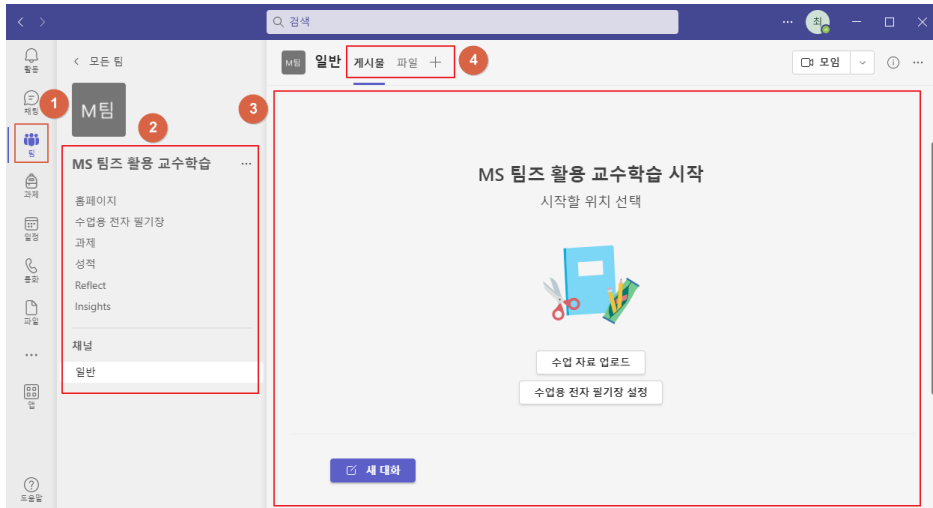 검색
최
활동
채팅
팀
과제
일정
통화
파일
앱
도움말
1
모든 팀
M팀
2
MS 팀즈 활용 교수학습
홈페이지
수업용 전자 필기장
과제
성적
Reflect
Insights
채널
일반
3
M팀 일반 게시물 파일 4
모임
MS 팀즈 활용 교수학습 시작
시작할 위치 선택
수업 자료 업로드
수업용 전자 필기장 설정
새 대화